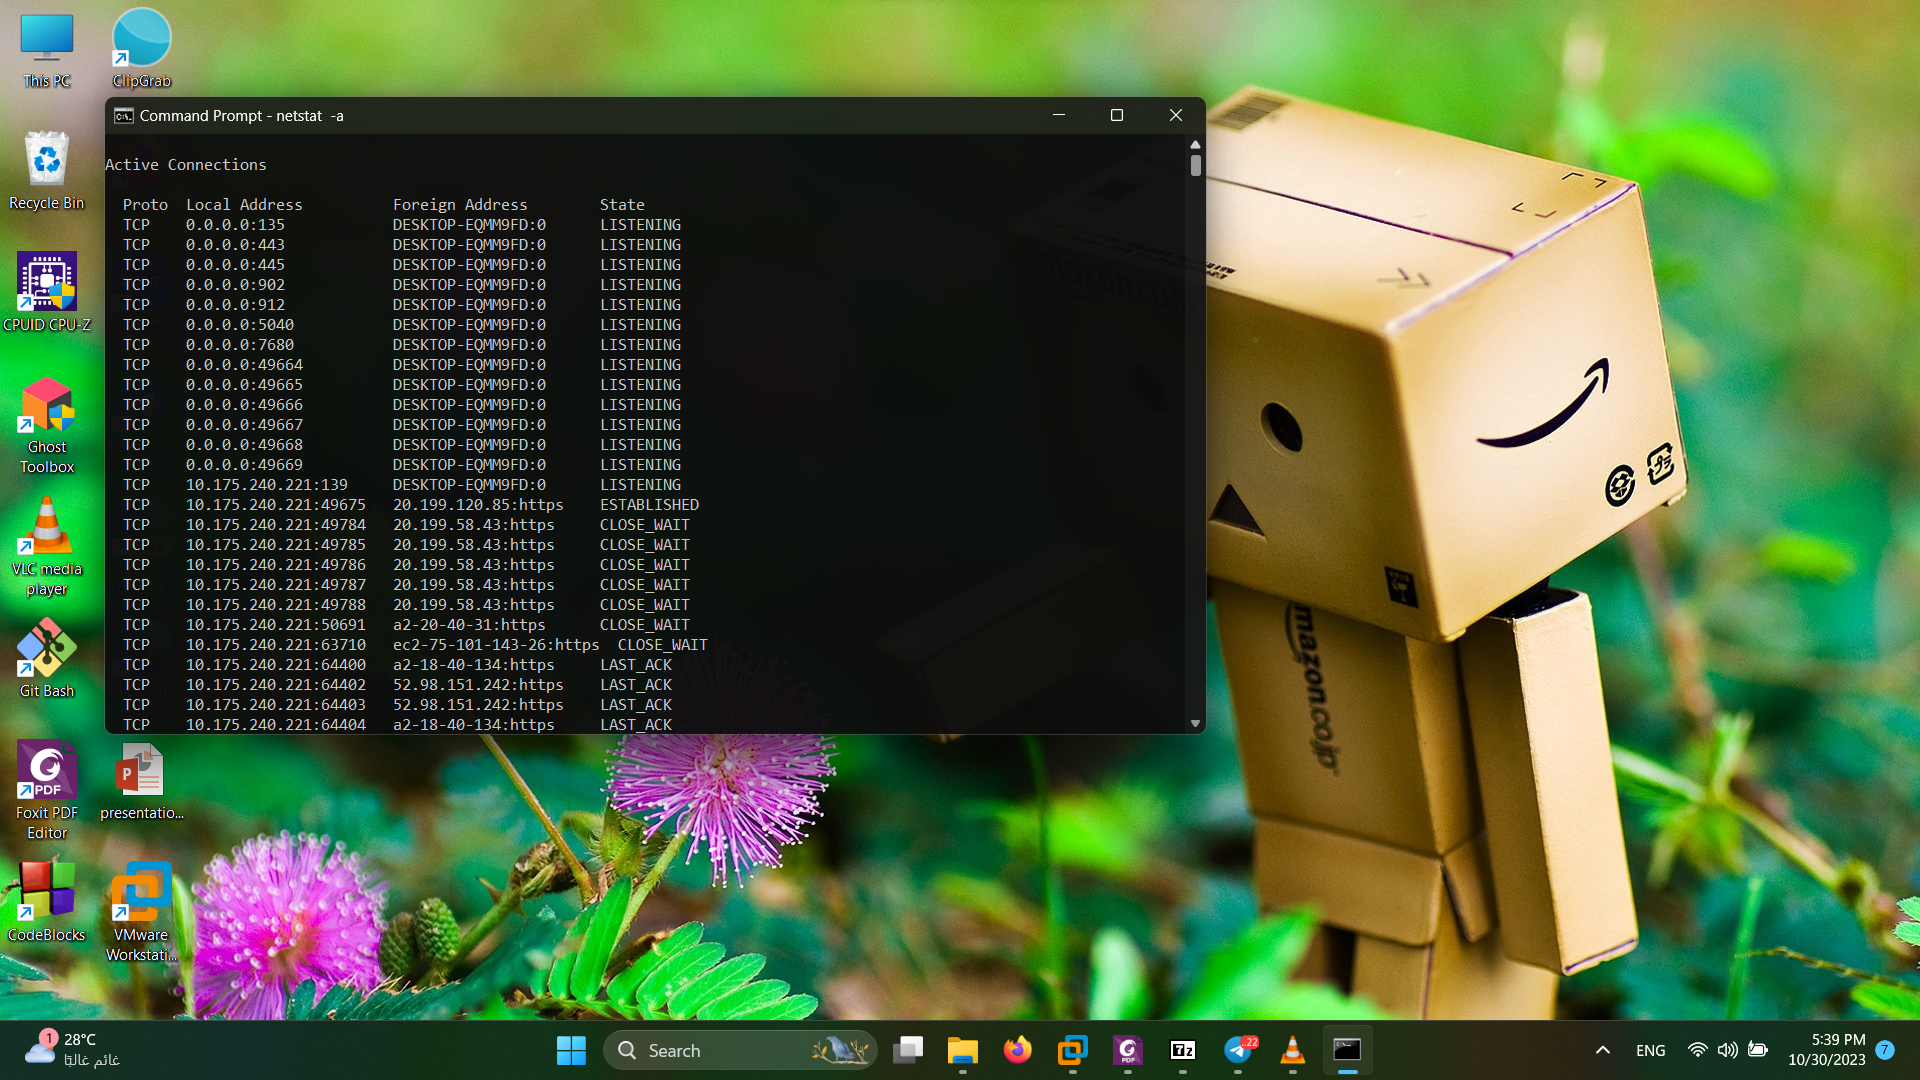 This PC
ClipGrab
Recycle Bin
CPUID CPU-Z
Ghost
Toolbox
VLC media
player
Git Bash
Foxit PDF
Editor
presentatio...
CodeBlocks
VMware
Workstati...
Command Prompt - netstat  -a
Active Connections
Proto  Local Address          Foreign Address        State
TCP    0.0.0.0:135            DESKTOP-EQMM9FD:0      LISTENING
TCP    0.0.0.0:443            DESKTOP-EQMM9FD:0      LISTENING
TCP    0.0.0.0:445            DESKTOP-EQMM9FD:0      LISTENING
TCP    0.0.0.0:902            DESKTOP-EQMM9FD:0      LISTENING
TCP    0.0.0.0:912            DESKTOP-EQMM9FD:0      LISTENING
TCP    0.0.0.0:5040           DESKTOP-EQMM9FD:0      LISTENING
TCP    0.0.0.0:7680           DESKTOP-EQMM9FD:0      LISTENING
TCP    0.0.0.0:49664          DESKTOP-EQMM9FD:0      LISTENING
TCP    0.0.0.0:49665          DESKTOP-EQMM9FD:0      LISTENING
TCP    0.0.0.0:49666          DESKTOP-EQMM9FD:0      LISTENING
TCP    0.0.0.0:49667          DESKTOP-EQMM9FD:0      LISTENING
TCP    0.0.0.0:49668          DESKTOP-EQMM9FD:0      LISTENING
TCP    0.0.0.0:49669          DESKTOP-EQMM9FD:0      LISTENING
TCP    10.175.240.221:139     DESKTOP-EQMM9FD:0      LISTENING
TCP    10.175.240.221:49675   20.199.120.85:https    ESTABLISHED
TCP    10.175.240.221:49784   20.199.58.43:https     CLOSE_WAIT
TCP    10.175.240.221:49785   20.199.58.43:https     CLOSE_WAIT
TCP    10.175.240.221:49786   20.199.58.43:https     CLOSE_WAIT
TCP    10.175.240.221:49787   20.199.58.43:https     CLOSE_WAIT
TCP    10.175.240.221:49788   20.199.58.43:https     CLOSE_WAIT
TCP    10.175.240.221:50691   a2-20-40-31:https      CLOSE_WAIT
TCP    10.175.240.221:63710   ec2-75-101-143-26:https  CLOSE_WAIT
TCP    10.175.240.221:64400   a2-18-40-134:https     LAST_ACK
TCP    10.175.240.221:64402   52.98.151.242:https    LAST_ACK
TCP    10.175.240.221:64403   52.98.151.242:https    LAST_ACK
TCP    10.175.240.221:64404   a2-18-40-134:https     LAST_ACK
amazon.co.jp
1
28°C
غائم غالبًا
Search
PDF
7z
22
ENG
5:39 PM
10/30/2023
7